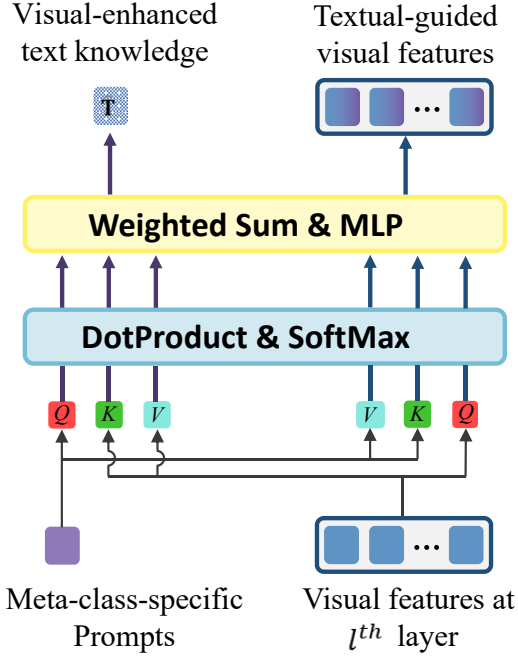 Visual-enhanced
text knowledge
Textual-guided
visual features
T
...
Weighted Sum & MLP
DotProduct & SoftMax
Q K V V K Q
...
Meta-class-specific
Prompts
Visual features at
l^th layer